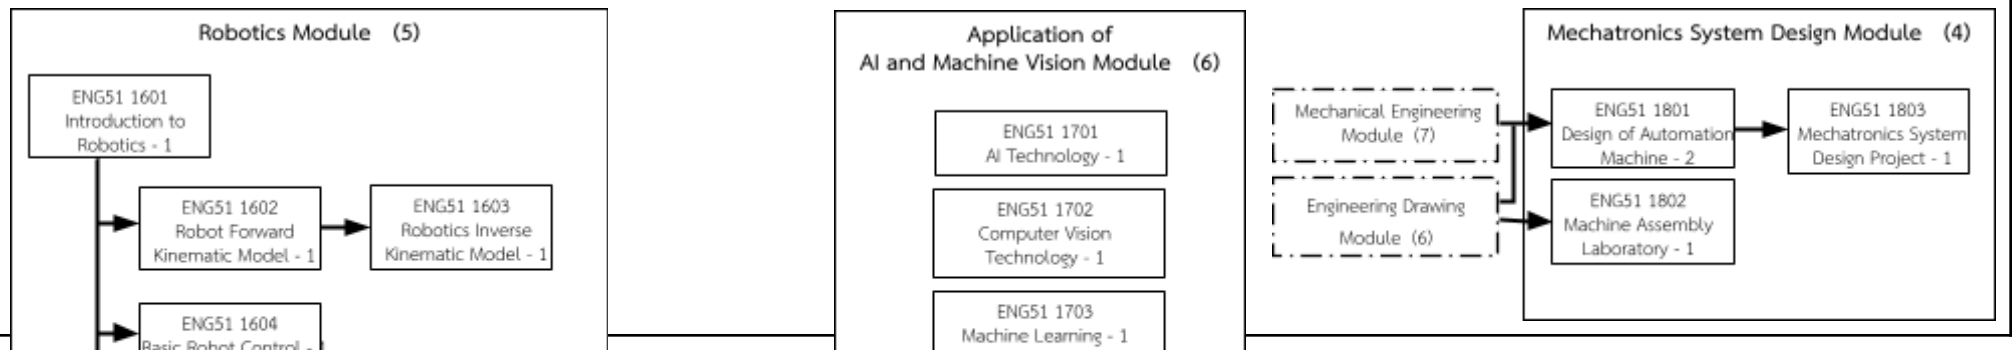 Robotics Module (5)
ENG51 1601
Introduction to
Robotics - 1
ENG51 1602
Robot Forward
Kinematic Model - 1
ENG51 1603
Robotics Inverse
Kinematic Model - 1
ENG51 1604
Basic Robot Control - 1
Application of
AI and Machine Vision Module (6)
ENG51 1701
AI Technology - 1
ENG51 1702
Computer Vision
Technology - 1
ENG51 1703
Machine Learning - 1
Mechanical Engineering
Module (7)
Engineering Drawing
Module (6)
Mechatronics System Design Module (4)
ENG51 1801
Design of Automation
Machine - 2
ENG51 1802
Machine Assembly
Laboratory - 1
ENG51 1803
Mechatronics System
Design Project - 1